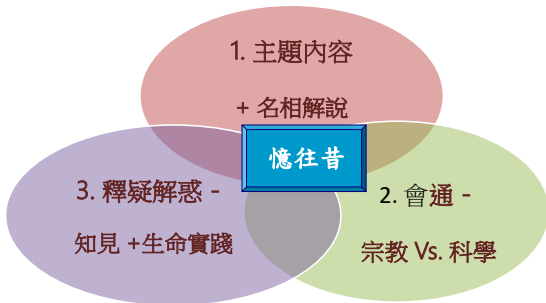 1. 主題內容
+ 名相解說
憶往昔
3. 釋疑解惑 -
知見 +生命實踐
2. 會通 -
宗教 Vs. 科學